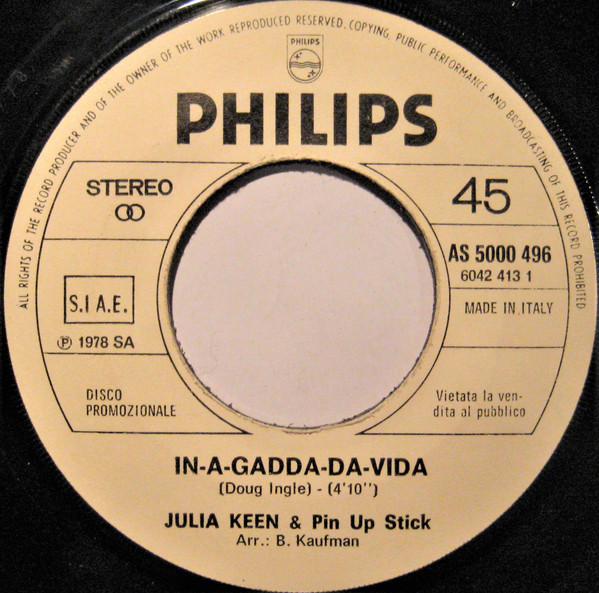 ALL RIGHTS OF THE RECORD PRODUCER AND OF THE OWNER OF THE WORK REPRODUCED RESERVED. COPYING, PUBLIC PERFORMANCE AND BROADCASTING OF THIS RECORD PROHIBITED
PHILIPS
PHILIPS
STEREO
45
AS 5000 496
6042 413 1
S.I A.E.
MADE IN ITALY
Ⓟ 1978 SA
DISCO
PROMOZIONALE
Vietata la ven-
dita al pubblico
IN-A-GADDA-DA-VIDA
(Doug Ingle) - (4'10'')
JULIA KEEN & Pin Up Stick
Arr.: B. Kaufman